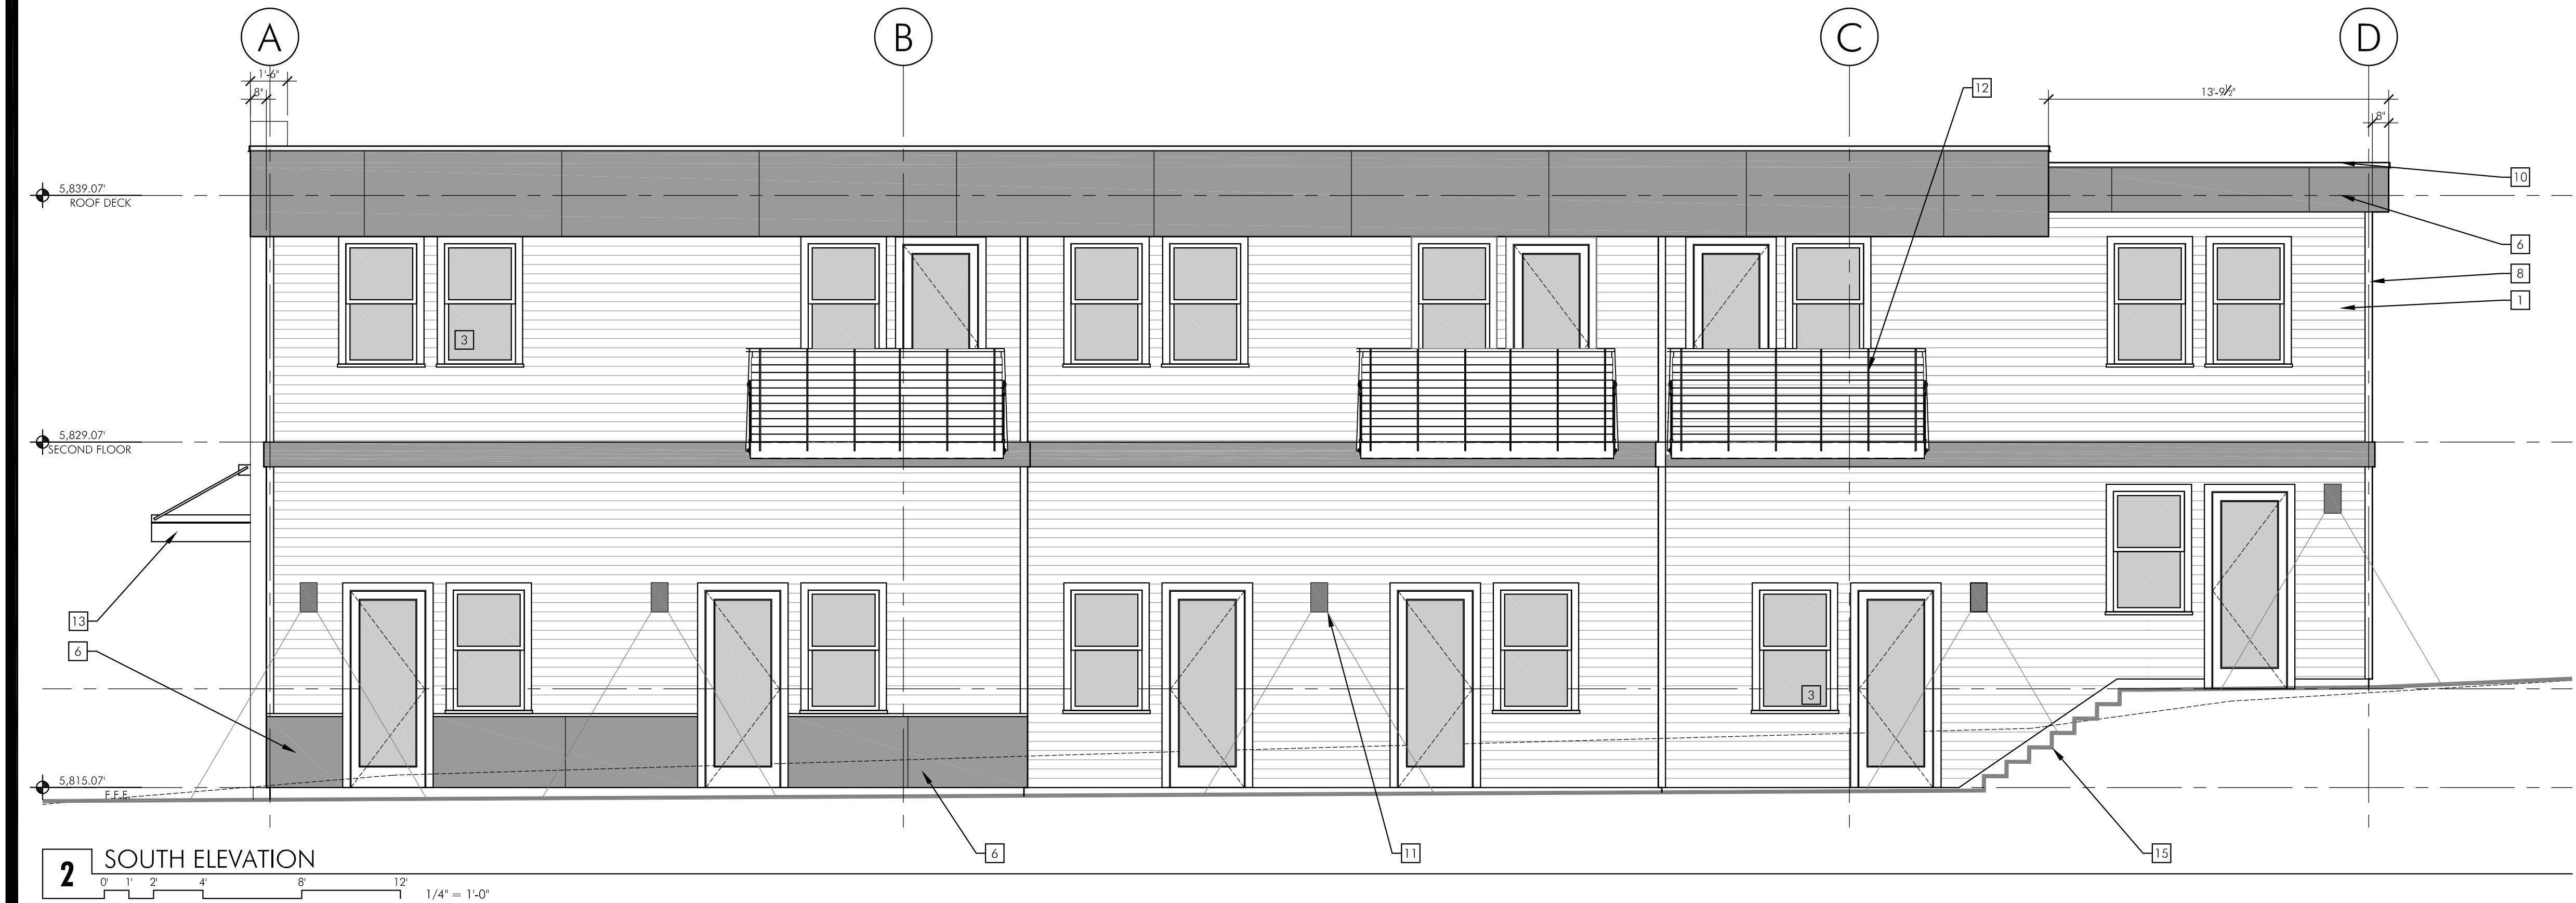 A
B
C
D
1'-6"
8"
12
13'-9½"
8"
10
5,839.07'
ROOF DECK
6
8
1
3
5,829.07'
SECOND FLOOR
13
6
3
5,815.07'
F.F.E.
6
11
15
2
SOUTH ELEVATION
0' 1' 2' 4' 8' 12'
1/4" = 1'-0"